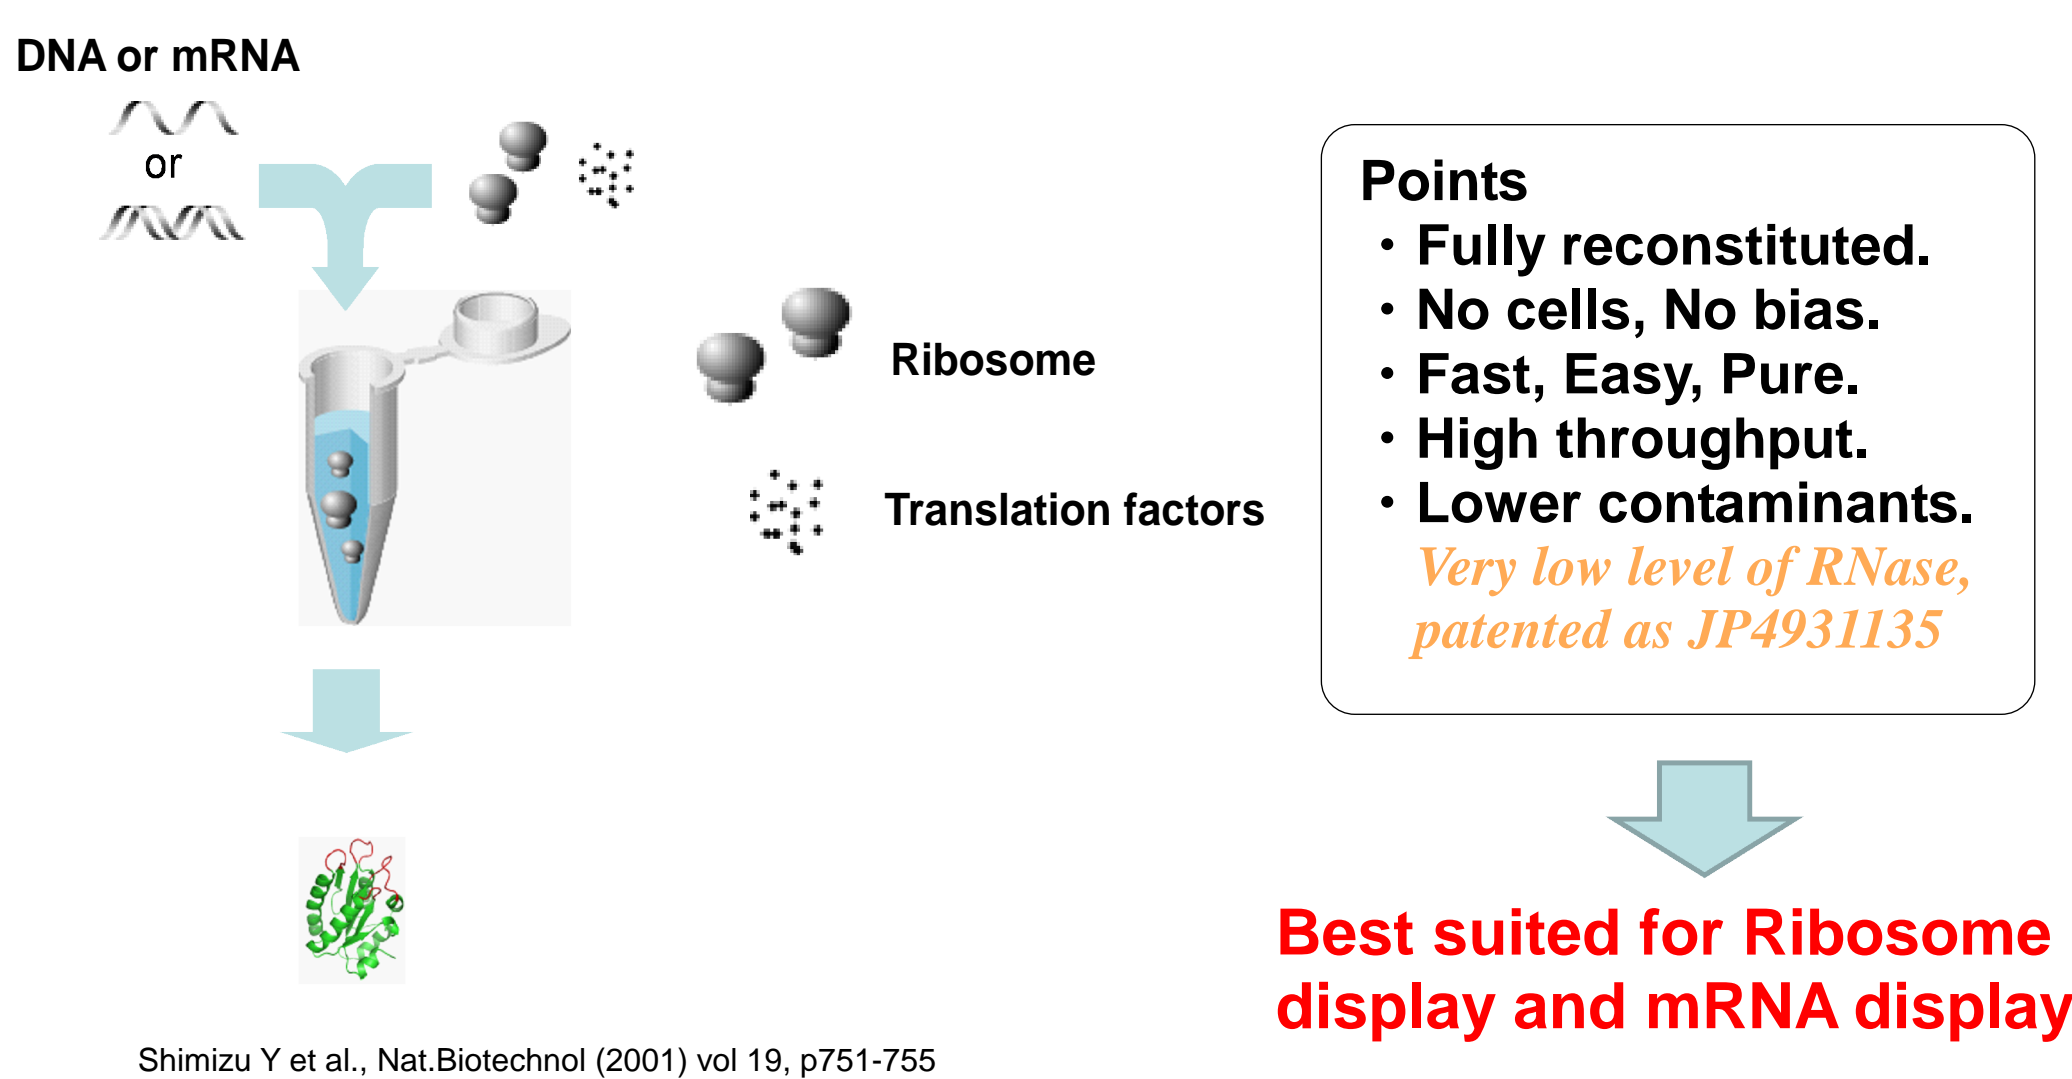 DNA or mRNA
or
Ribosome
Translation factors
Points
・Fully reconstituted.
・No cells, No bias.
・Fast, Easy, Pure.
・High throughput.
・Lower contaminants.
Very low level of RNase,
patented as JP4931135
Best suited for Ribosome
display and mRNA display
Shimizu Y et al., Nat.Biotechnol (2001) vol 19, p751-755